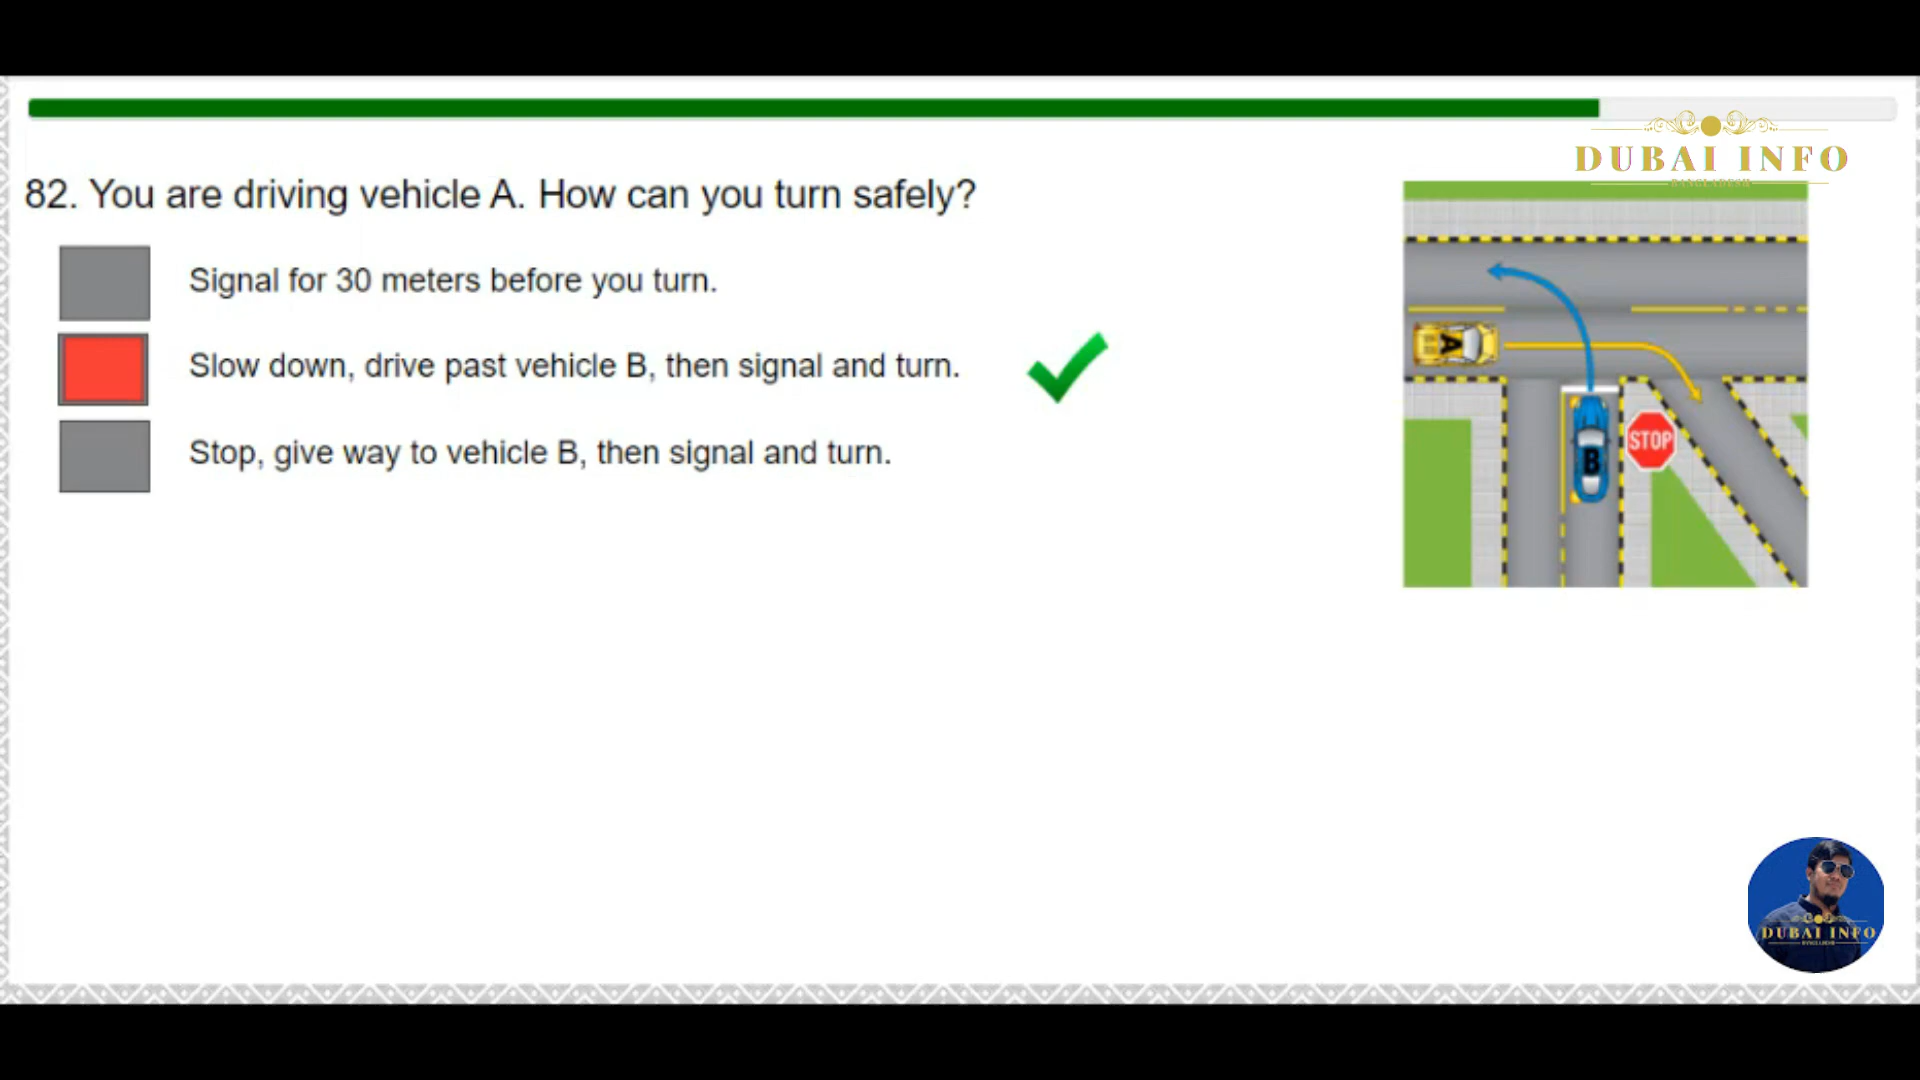 DUBAI INFO
BANGLADESH
82. You are driving vehicle A. How can you turn safely?
Signal for 30 meters before you turn.
Slow down, drive past vehicle B, then signal and turn.
Stop, give way to vehicle B, then signal and turn.
A
STOP
B
DUBAI INFO
BANGLADESH